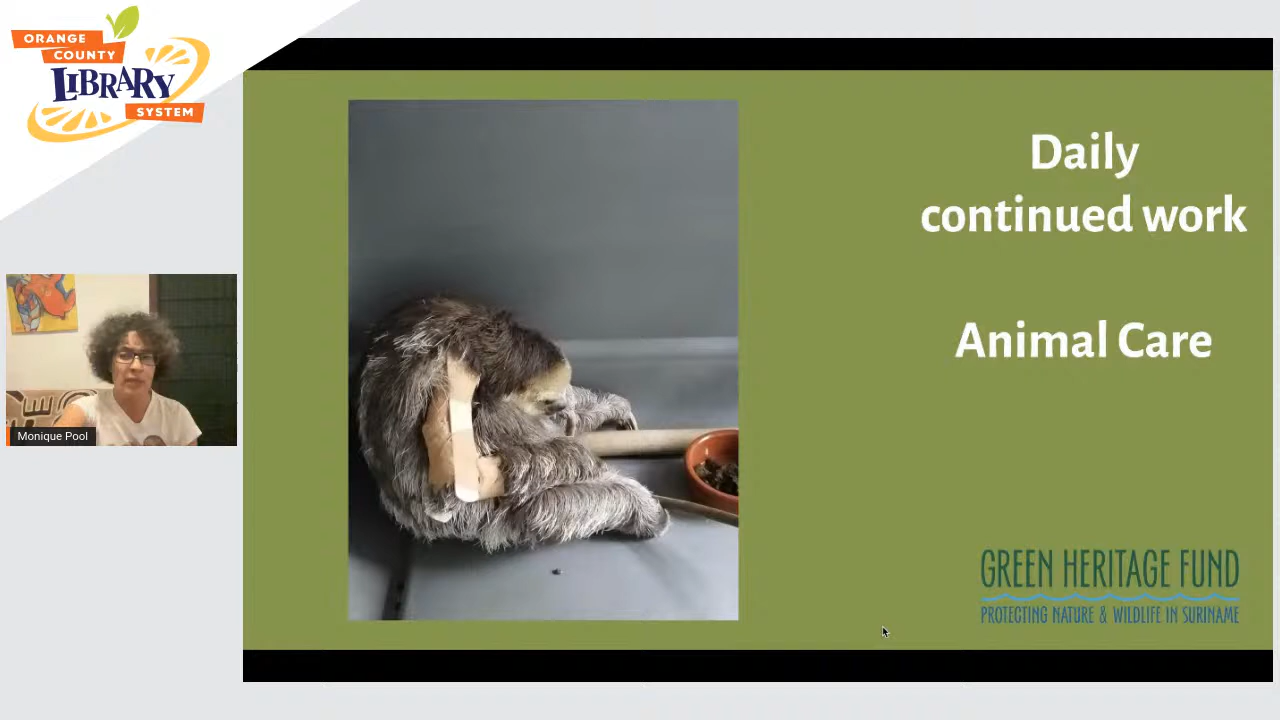 ORANGE
COUNTY
LIBRARY
SYSTEM
Daily
continued work
Animal Care
Monique Pool
GREEN HERITAGE FUND
PROTECTING NATURE & WILDLIFE IN SURINAME